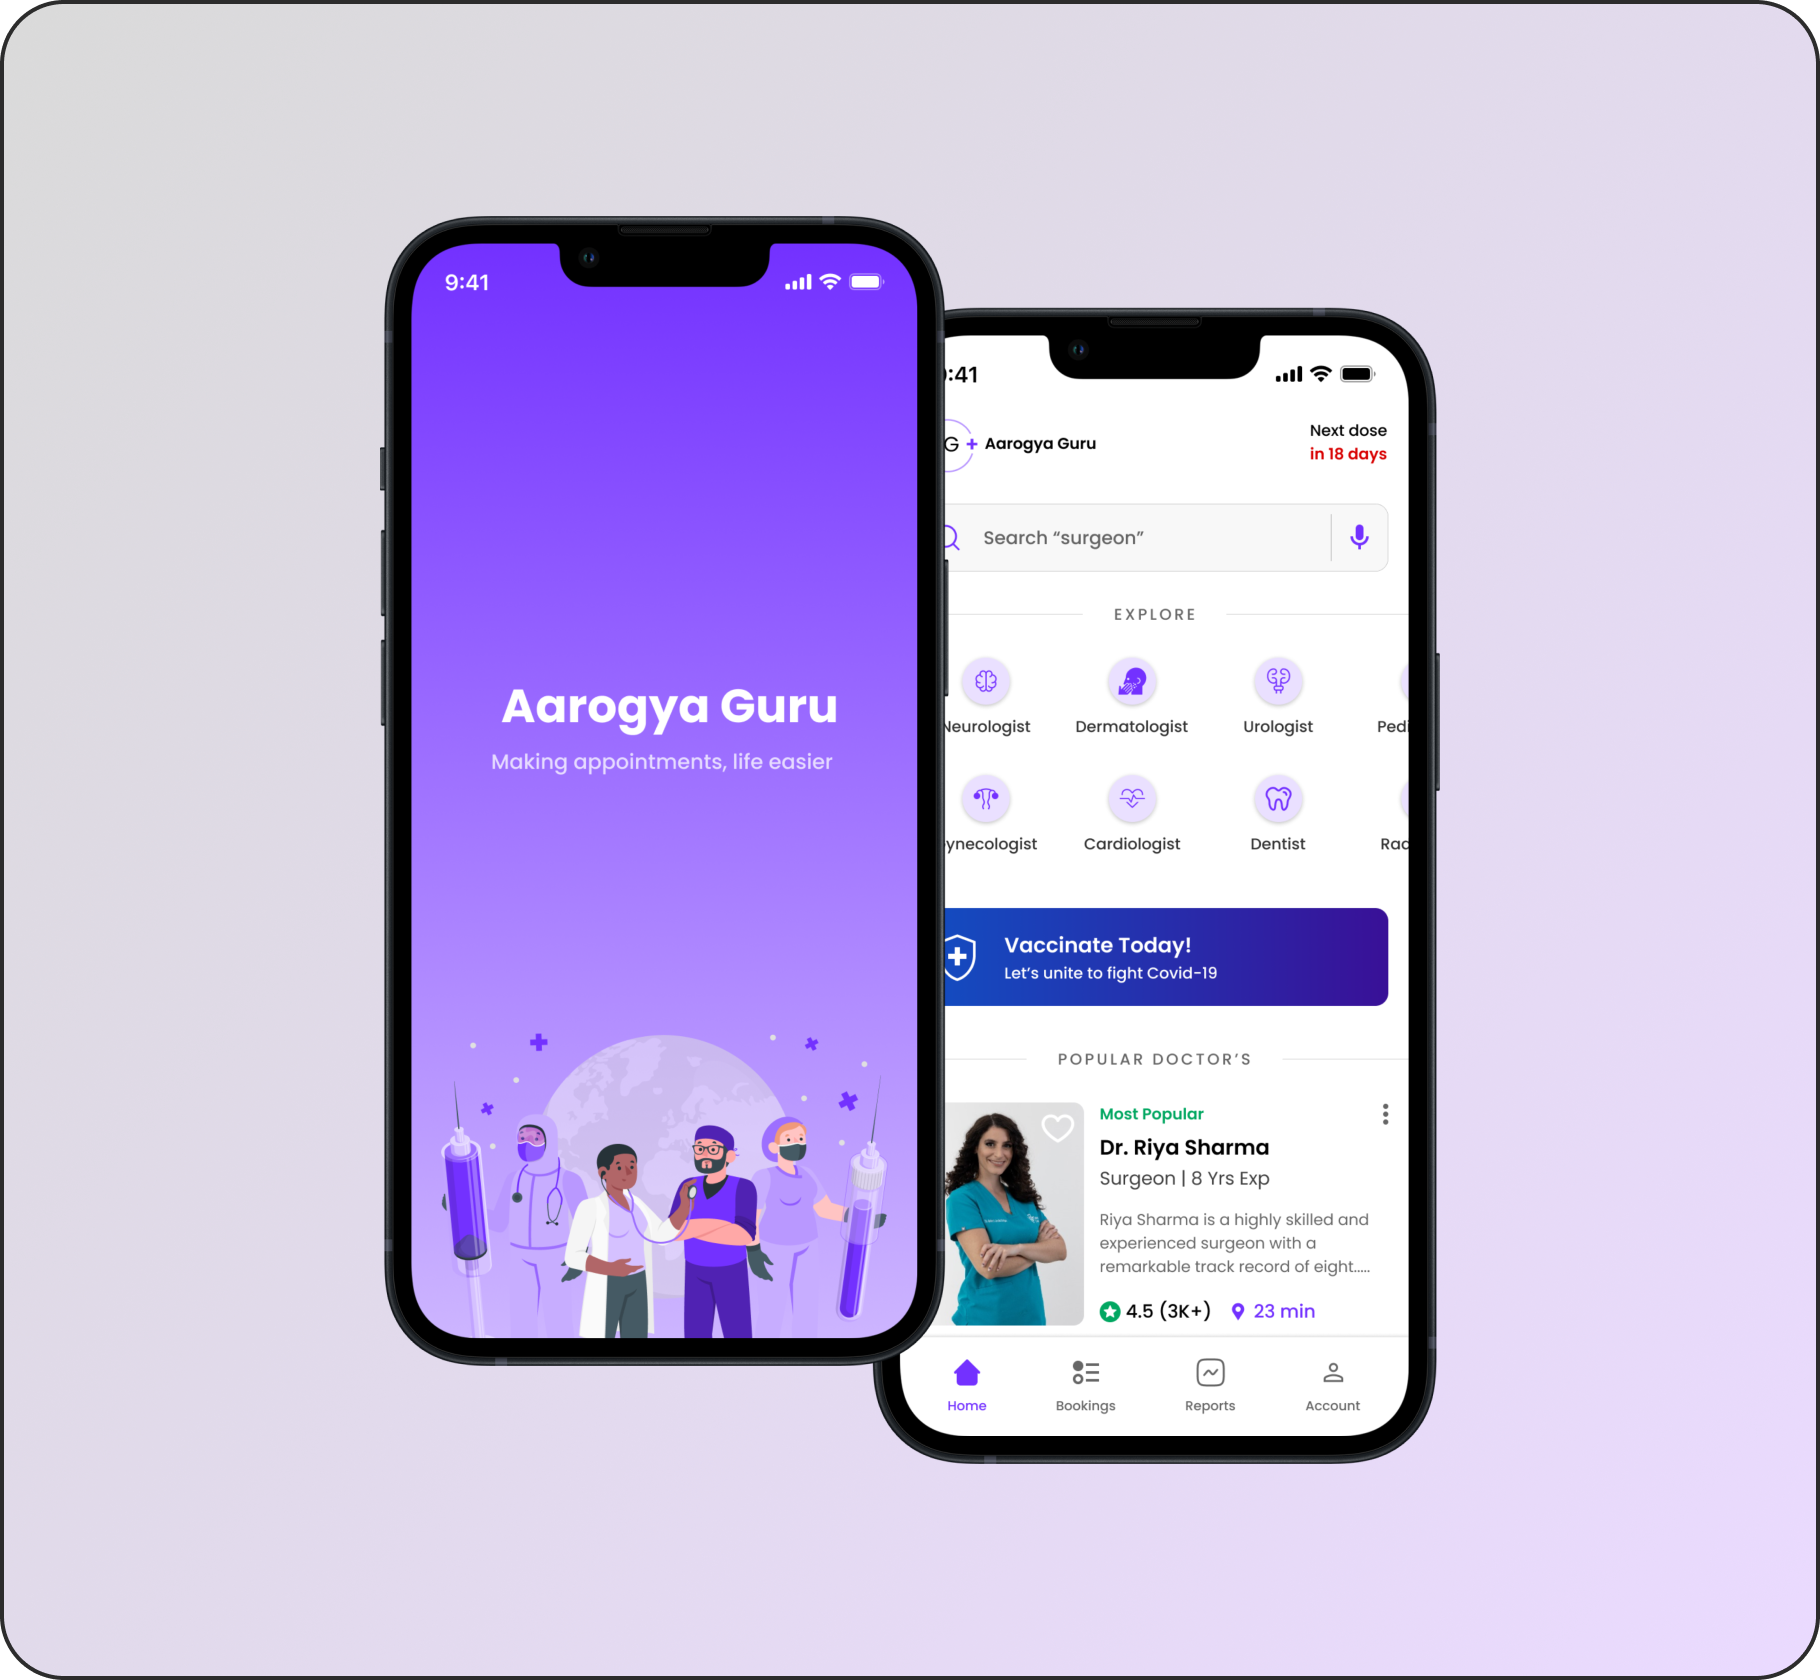 9:41
Aarogya Guru
Making appointments, life easier
:41
G + Aarogya Guru
Next dose
in 18 days
Search “surgeon”
EXPLORE
Neurologist
Dermatologist
Urologist
Pedi
ynecologist
Cardiologist
Dentist
Rad
Vaccinate Today!
Let’s unite to fight Covid-19
POPULAR DOCTOR’S
Most Popular
Dr. Riya Sharma
Surgeon | 8 Yrs Exp
Riya Sharma is a highly skilled and
experienced surgeon with a
remarkable track record of eight.....
4.5 (3K+)
23 min
Home
Bookings
Reports
Account